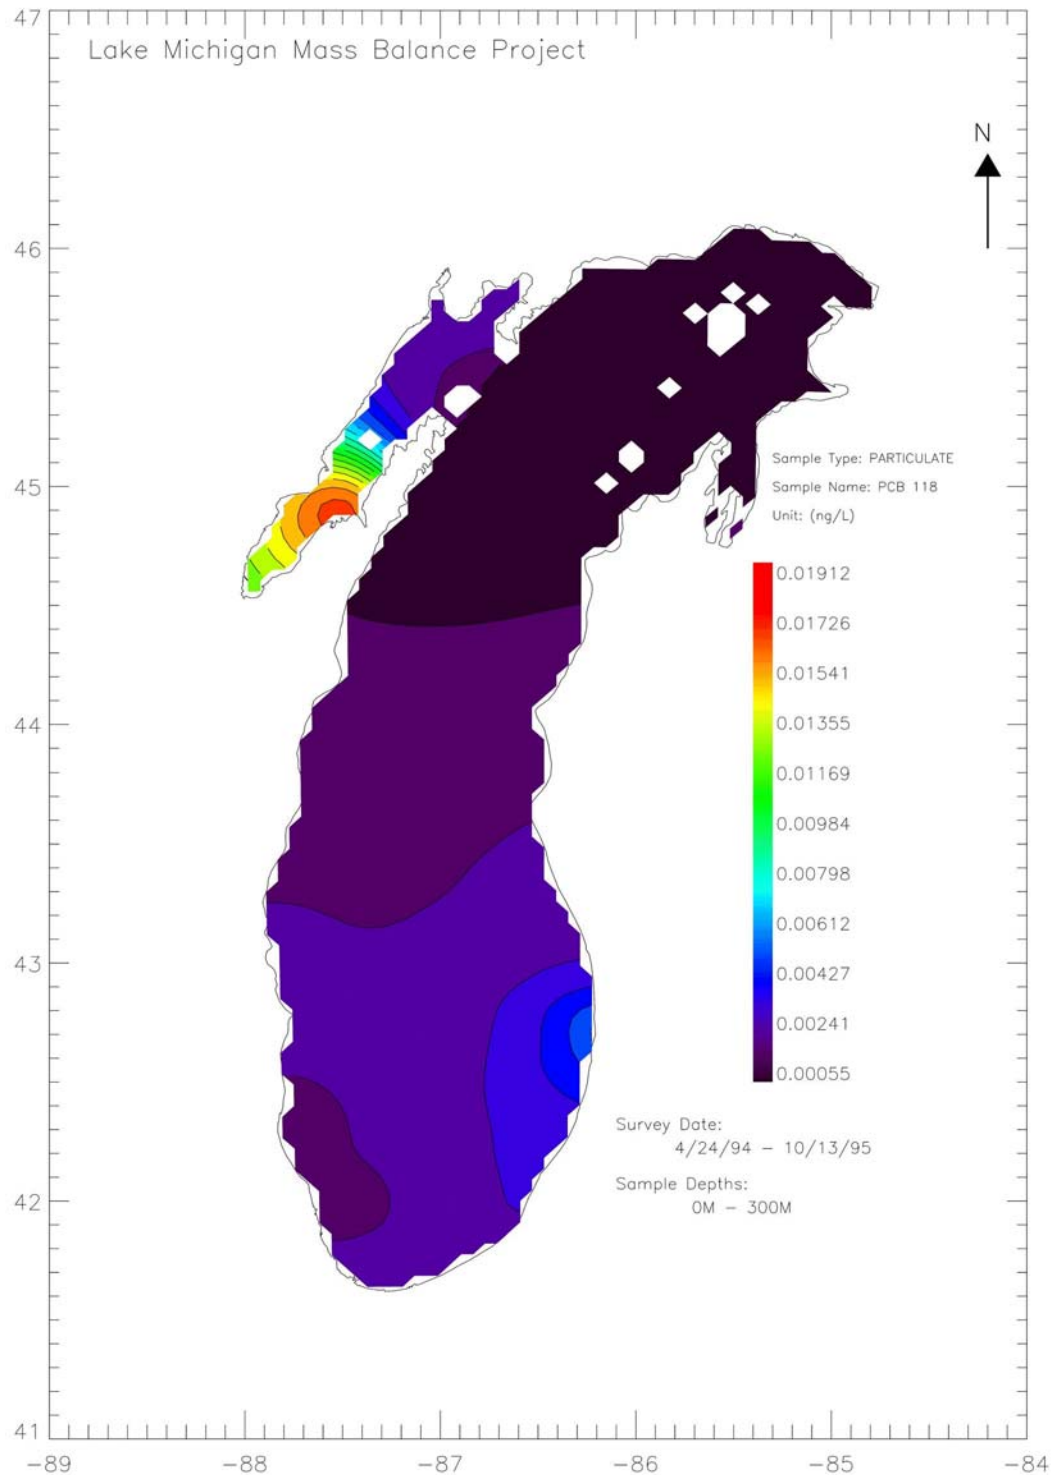 47
Lake Michigan Mass Balance Project
N
46
Sample Type: PARTICULATE
45
Sample Name: PCB 118
Unit: (ng/L)
0.01912
0.01726
0.01541
44
0.01355
0.01169
0.00984
0.00798
0.00612
43
0.00427
0.00241
0.00055
Survey Date:
4/24/94 – 10/13/95
Sample Depths:
42
0M – 300M
41
−89
−88
−87
−86
−85
−84